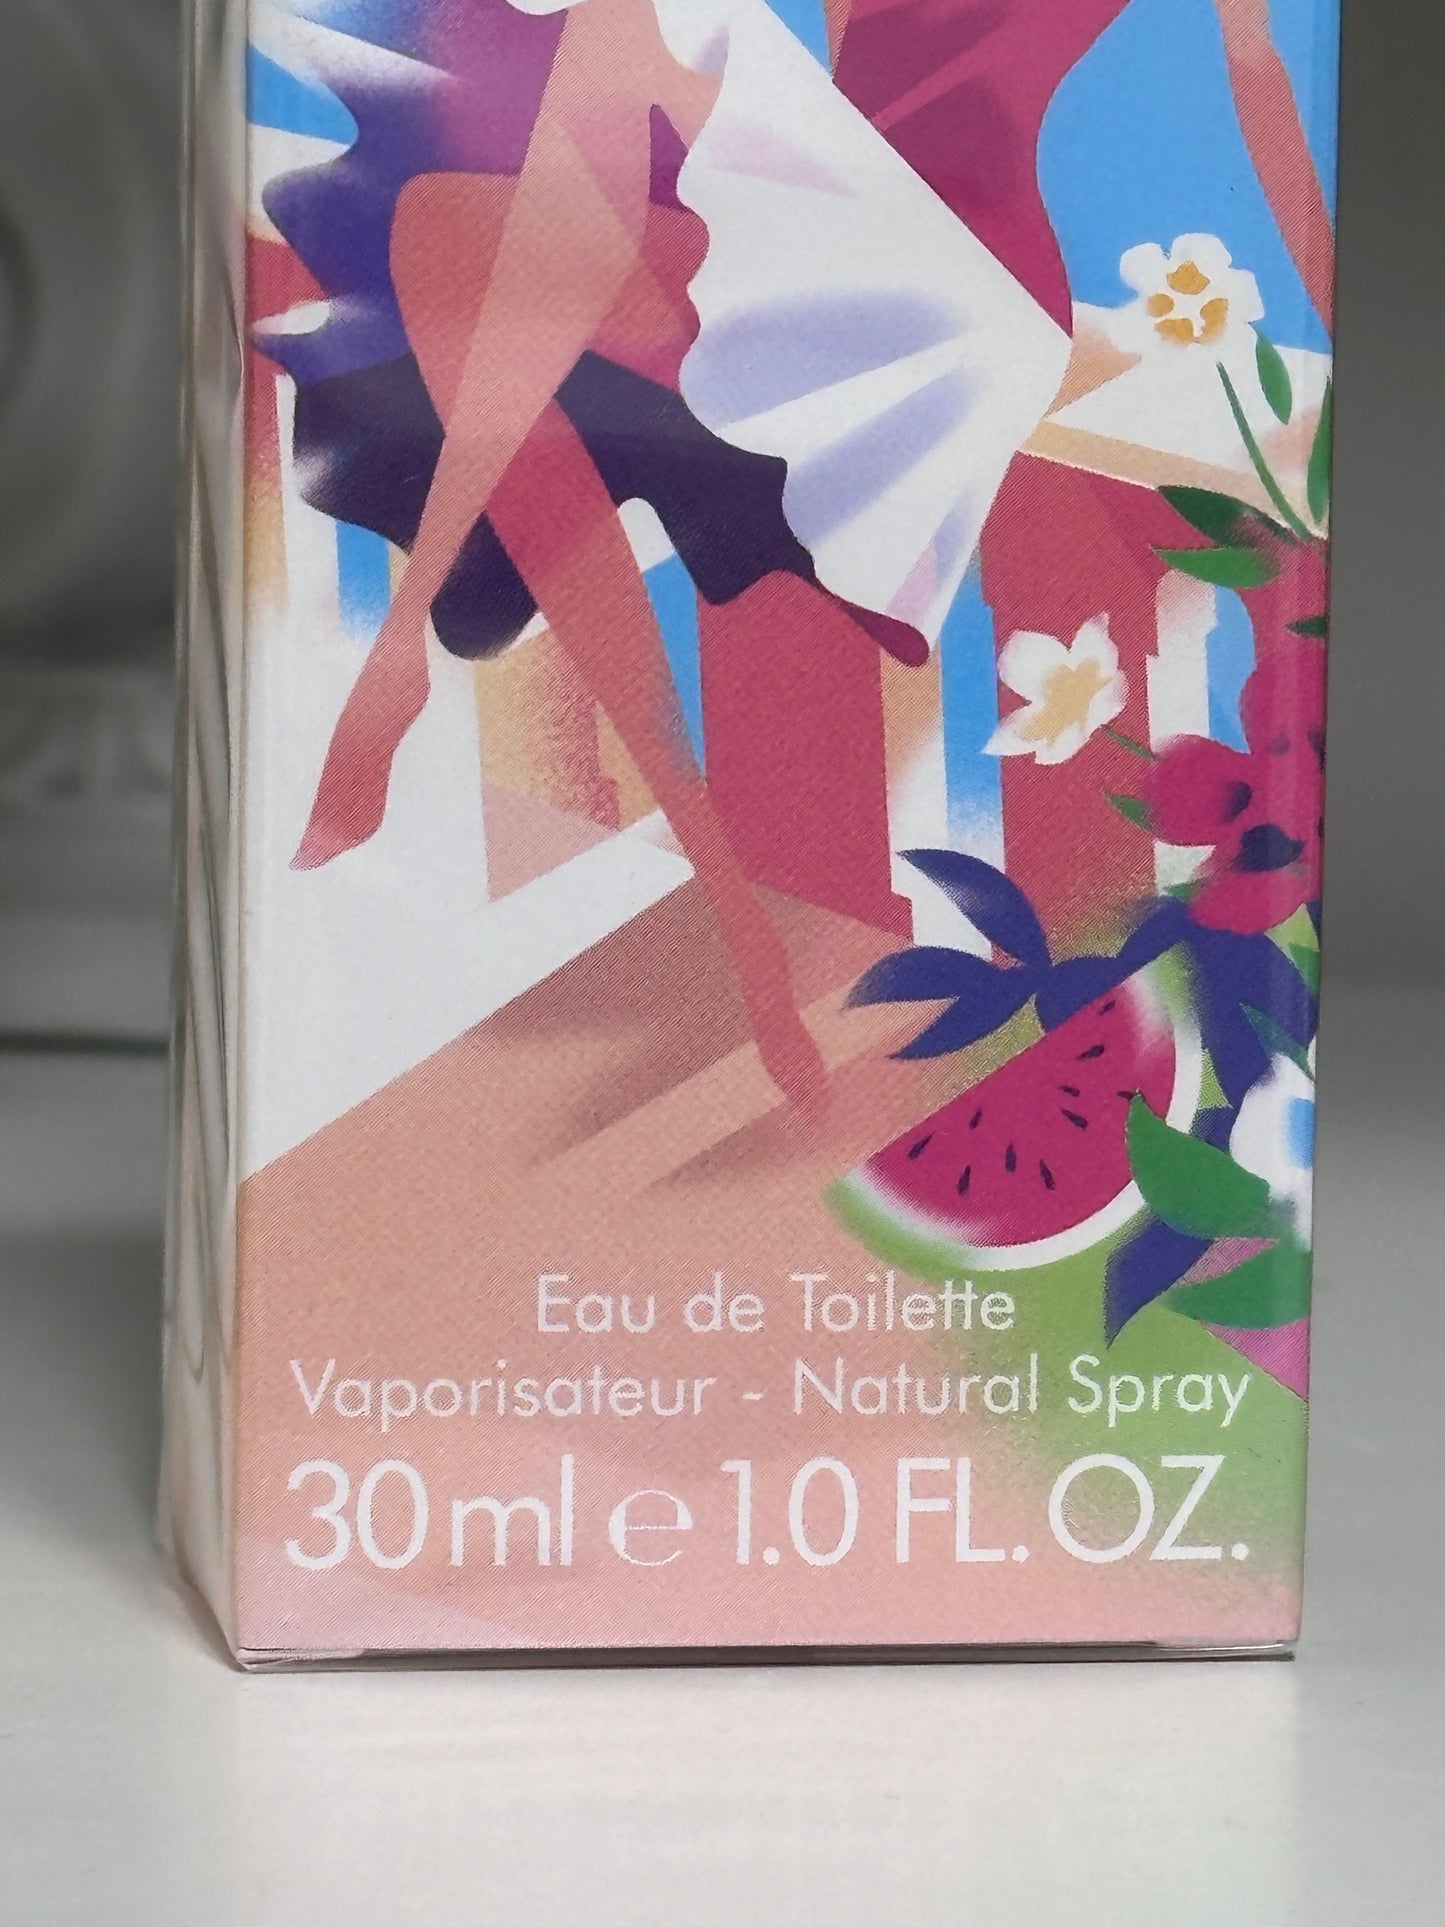 Eau de Toilette
Vaporisateur - Natural Spray
30 ml e 1.0 FL. OZ.